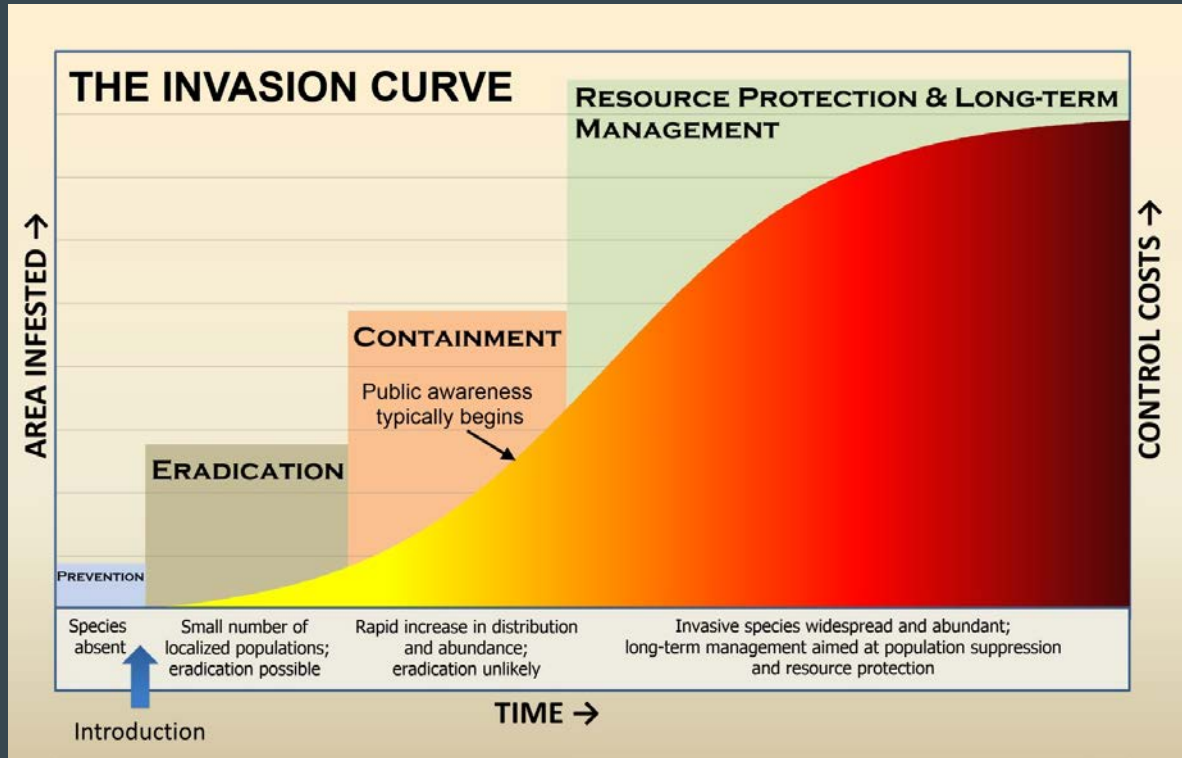 THE INVASION CURVE
RESOURCE PROTECTION & LONG-TERM
MANAGEMENT
AREA INFESTED →
CONTROL COSTS →
CONTAINMENT
Public awareness
typically begins
ERADICATION
PREVENTION
Species
absent
Small number of
localized populations;
eradication possible
Rapid increase in distribution
and abundance;
eradication unlikely
Invasive species widespread and abundant;
long-term management aimed at population suppression
and resource protection
TIME →
Introduction